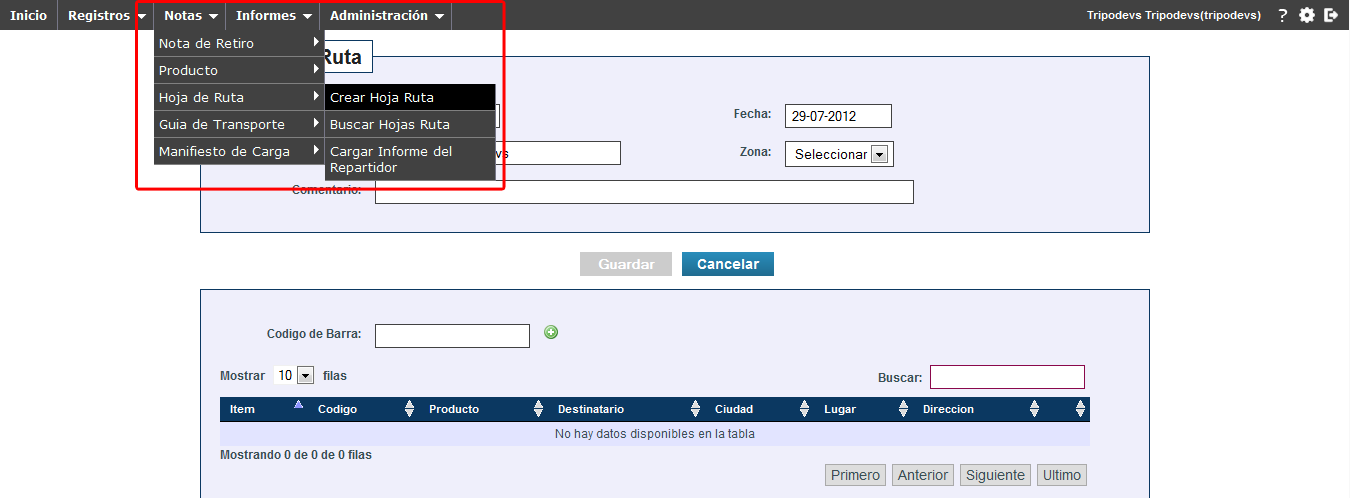 Inicio Registros Notas Informes Administración Tripodevs Tripodevs(tripodevs) ?
Nota de Retiro
Producto
Hoja de Ruta
Guia de Transporte
Manifiesto de Carga
Crear Hoja Ruta
Buscar Hojas Ruta
Cargar Informe del
Repartidor
Ruta
Fecha: 29-07-2012
Zona: Seleccionar
Comentario:
Guardar Cancelar
Codigo de Barra:
Mostrar 10 filas Buscar:
Item Codigo Producto Destinatario Ciudad Lugar Direccion
No hay datos disponibles en la tabla
Mostrando 0 de 0 de 0 filas
Primero Anterior Siguiente Ultimo